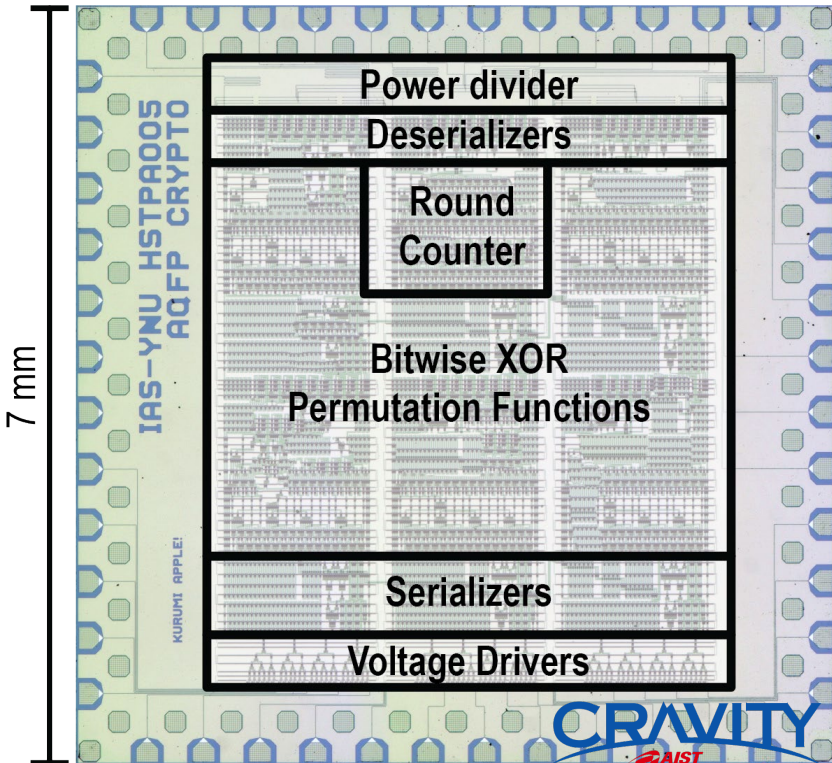 7 mm
IAS-YNU HSTPA005
AQFP CRYPTO
KURUMI APPLE!
Power divider
Deserializers
Round
Counter
Bitwise XOR
Permutation Functions
Serializers
Voltage Drivers
CRAVITY
AIST